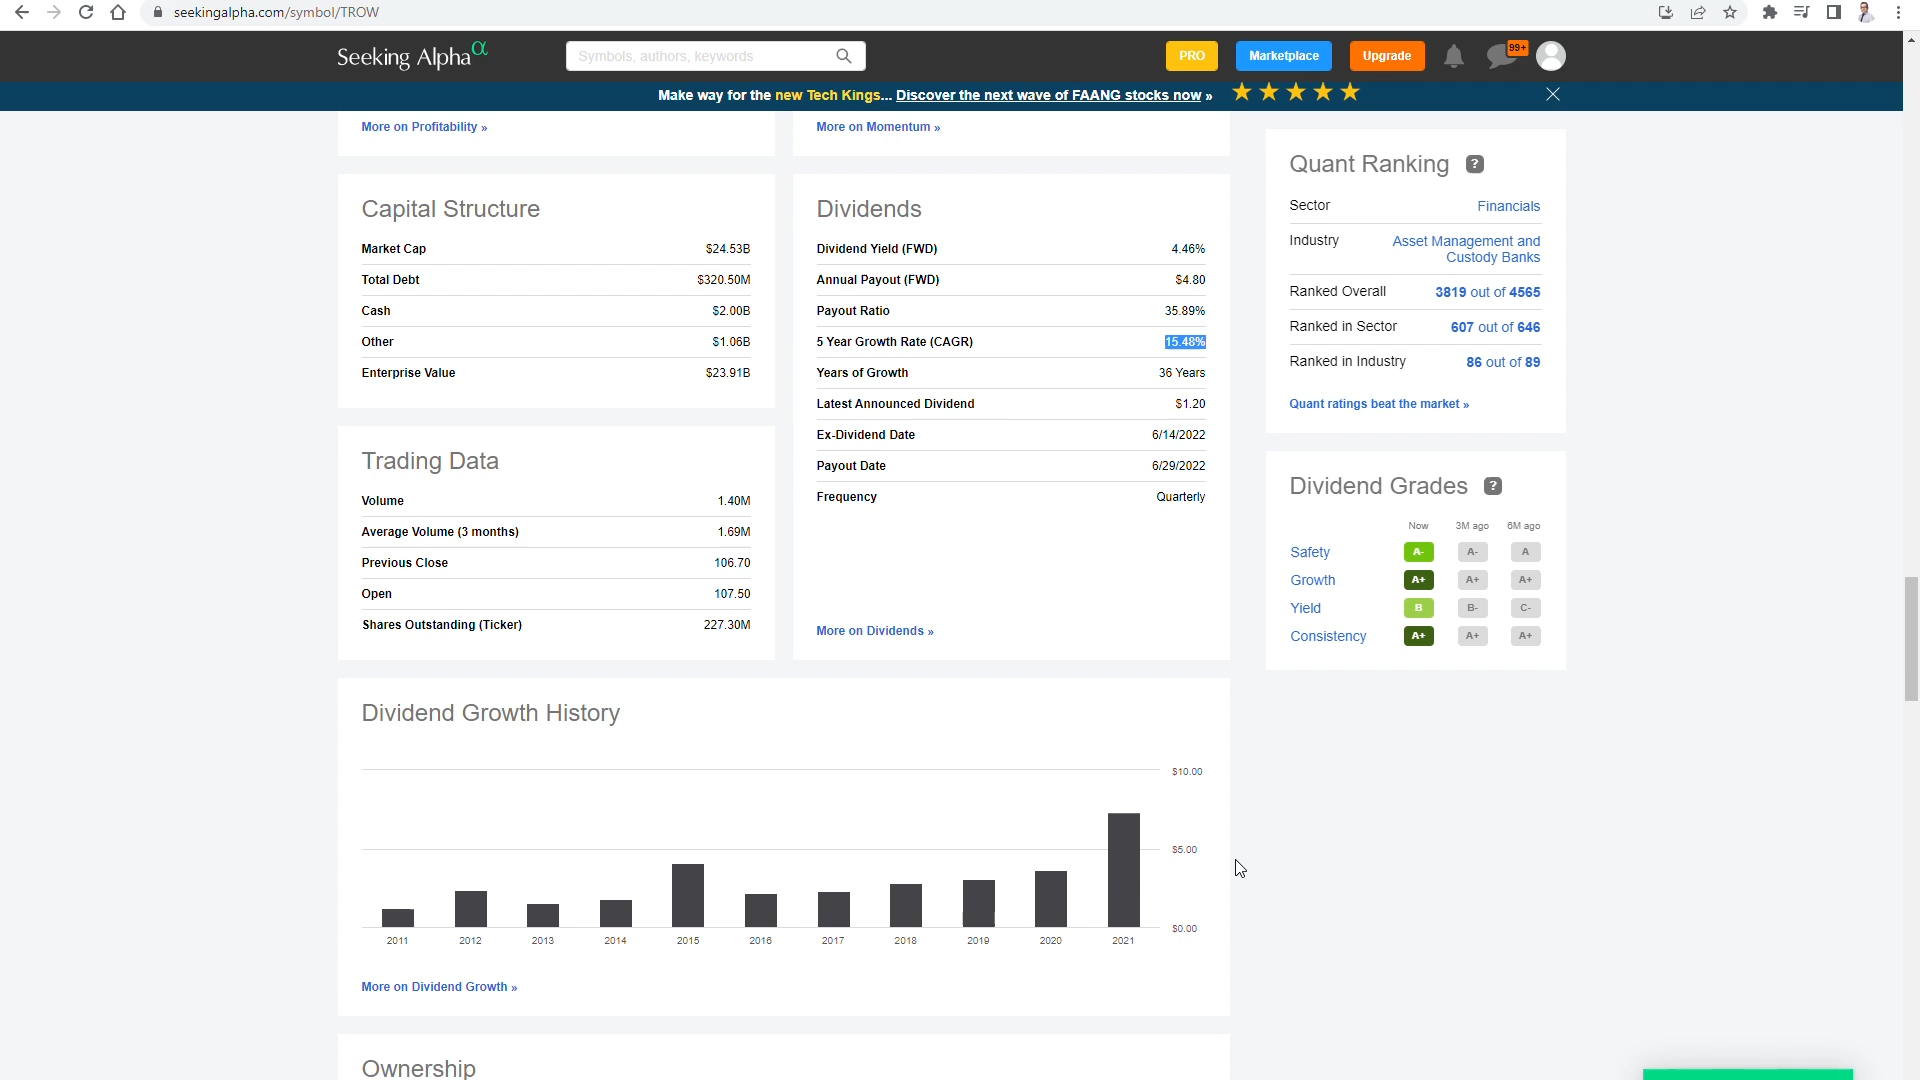 seekingalpha.com/symbol/TROW
Seeking Alpha α
Symbols, authors, keywords
PRO
Marketplace
Upgrade
99+
Make way for the new Tech Kings... Discover the next wave of FAANG stocks now »
More on Profitability »
More on Momentum »
Capital Structure
Market Cap $24.53B
Total Debt $320.50M
Cash $2.00B
Other $1.06B
Enterprise Value $23.91B
Trading Data
Volume 1.40M
Average Volume (3 months) 1.69M
Previous Close 106.70
Open 107.50
Shares Outstanding (Ticker) 227.30M
Dividends
Dividend Yield (FWD) 4.46%
Annual Payout (FWD) $4.80
Payout Ratio 35.89%
5 Year Growth Rate (CAGR) 15.48%
Years of Growth 36 Years
Latest Announced Dividend $1.20
Ex-Dividend Date 6/14/2022
Payout Date 6/29/2022
Frequency Quarterly
More on Dividends »
Quant Ranking ?
Sector Financials
Industry Asset Management and
Custody Banks
Ranked Overall 3819 out of 4565
Ranked in Sector 607 out of 646
Ranked in Industry 86 out of 89
Quant ratings beat the market »
Dividend Grades ?
Now 3M ago 6M ago
Safety A- A- A
Growth A+ A+ A+
Yield B B- C-
Consistency A+ A+ A+
Dividend Growth History
$10.00
$5.00
$0.00
2011 2012 2013 2014 2015 2016 2017 2018 2019 2020 2021
More on Dividend Growth »
Ownership